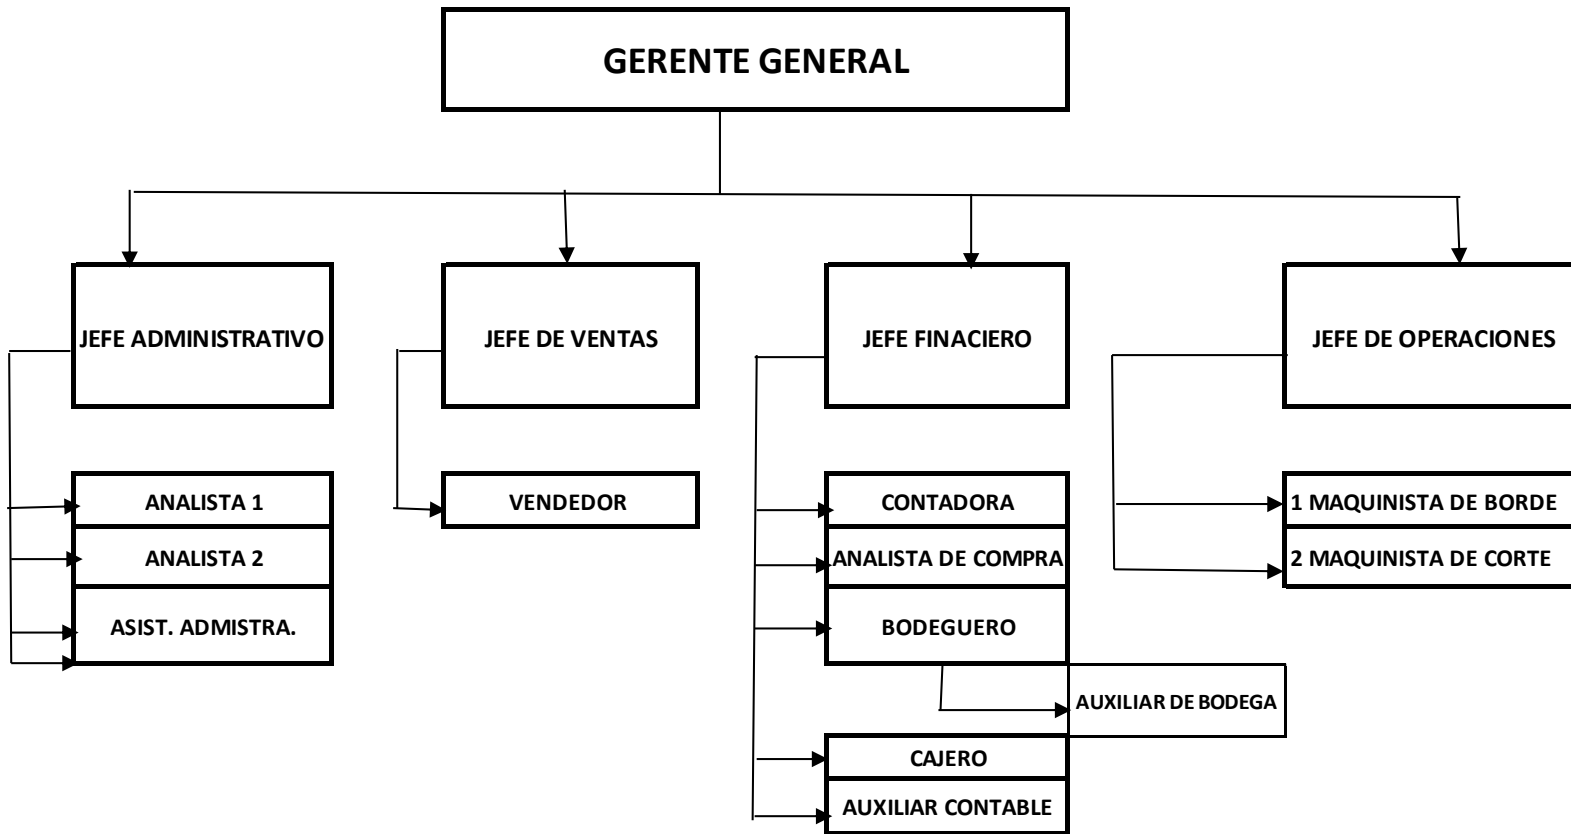 GERENTE GENERAL
JEFE ADMINISTRATIVO
JEFE DE VENTAS
JEFE FINACIERO
JEFE DE OPERACIONES
ANALISTA 1
VENDEDOR
CONTADORA
1 MAQUINISTA DE BORDE
ANALISTA 2
ANALISTA DE COMPRA
2 MAQUINISTA DE CORTE
ASIST. ADMISTRA.
BODEGUERO
AUXILIAR DE BODEGA
CAJERO
AUXILIAR CONTABLE